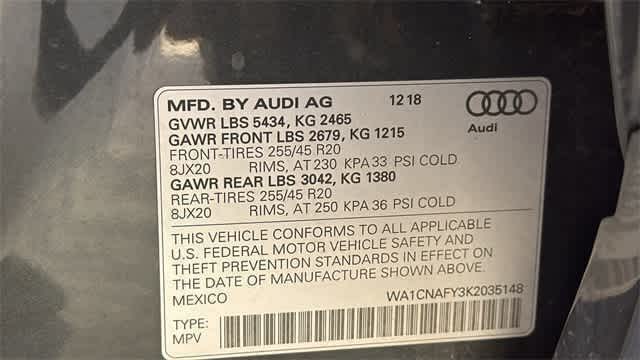 MFD. BY AUDI AG 12 18
GVWR LBS 5434, KG 2465
GAWR FRONT LBS 2679, KG 1215
FRONT-TIRES 255/45 R20
8JX20 RIMS, AT 230 KPA 33 PSI COLD
GAWR REAR LBS 3042, KG 1380
REAR-TIRES 255/45 R20
8JX20 RIMS, AT 250 KPA 36 PSI COLD
Audi
THIS VEHICLE CONFORMS TO ALL APPLICABLE
U.S. FEDERAL MOTOR VEHICLE SAFETY AND
THEFT PREVENTION STANDARDS IN EFFECT ON
THE DATE OF MANUFACTURE SHOWN ABOVE.
MEXICO WA1CNAFY3K2035148
TYPE:
MPV